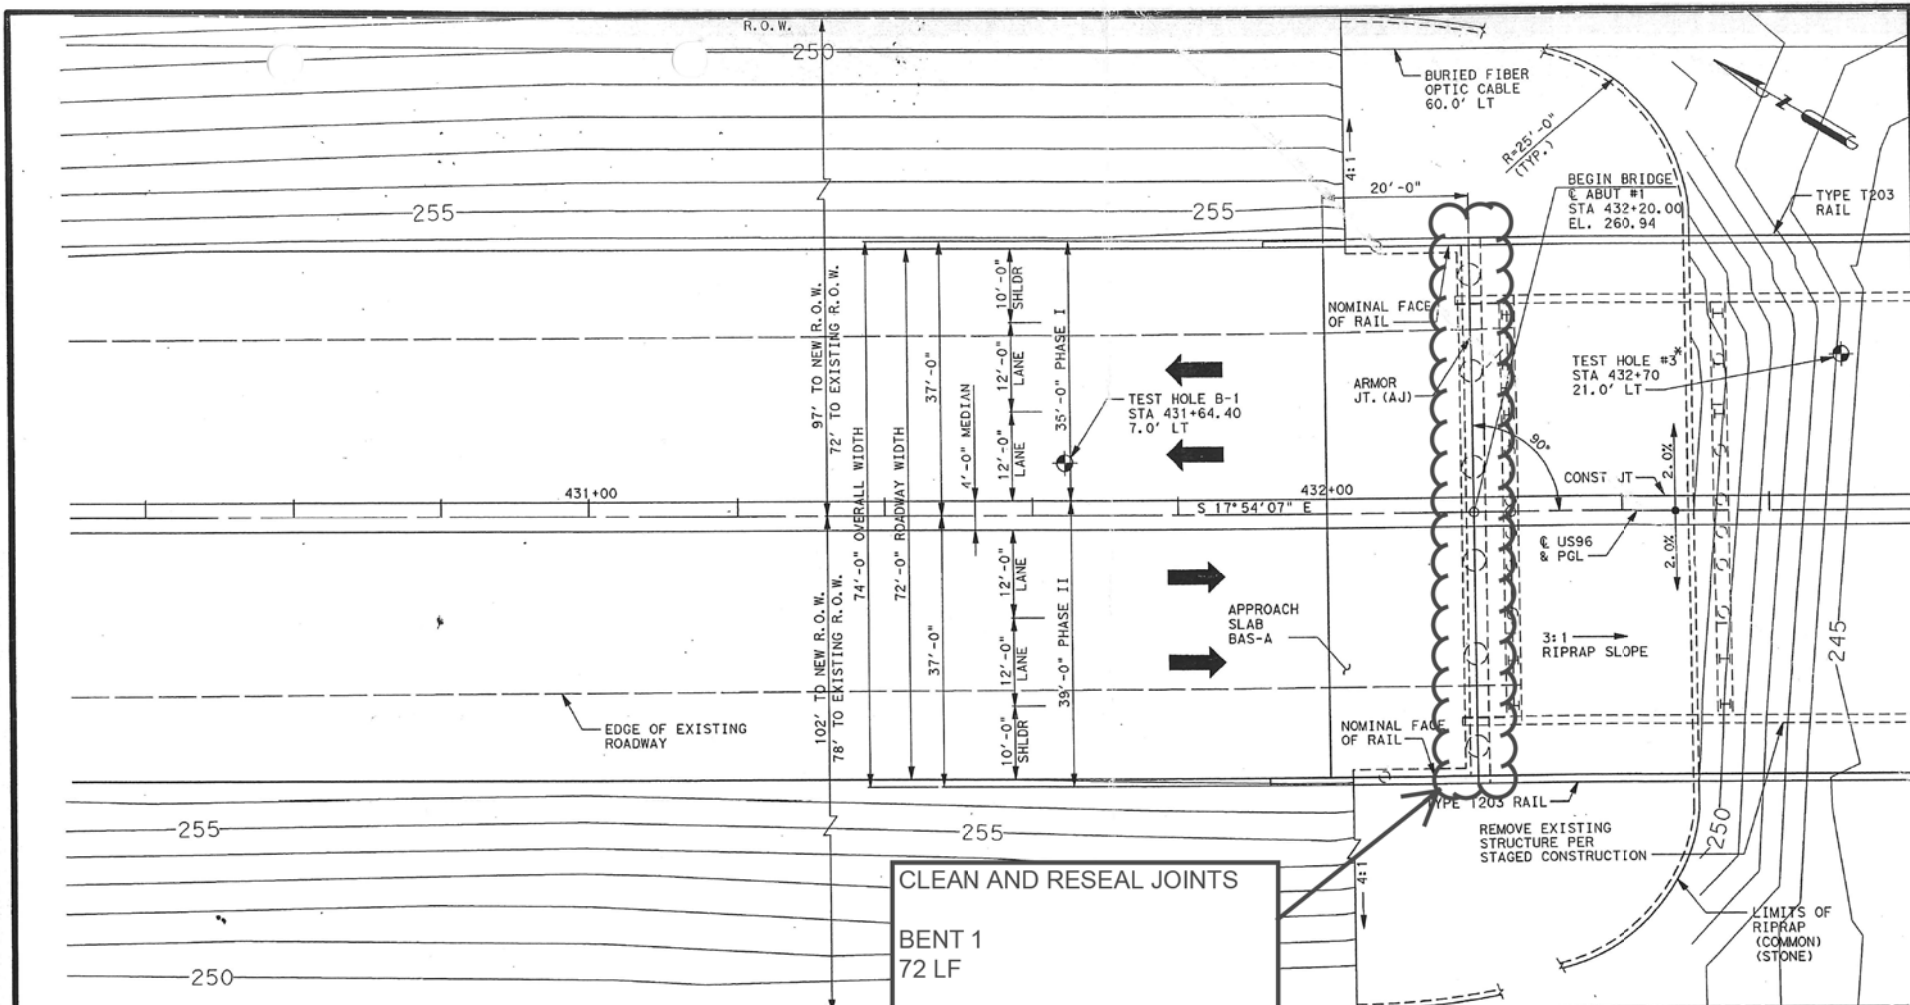 R.O.W.
250
BURIED FIBER
OPTIC CABLE
60.0' LT
R=25'-0"
(TYP.)
N
4:1
20'-0"
BEGIN BRIDGE
℄ ABUT #1
STA 432+20.00
EL. 260.94
TYPE T203
RAIL
255
255
97' TO NEW R.O.W.
72' TO EXISTING R.O.W.
74'-0" OVERALL WIDTH
72'-0" ROADWAY WIDTH
37'-0"
4'-0" MEDIAN
10'-0"
SHLDR
12'-0"
LANE
12'-0"
LANE
35'-0" PHASE I
NOMINAL FACE
OF RAIL
ARMOR
JT. (AJ)
TEST HOLE B-1
STA 431+64.40
7.0' LT
TEST HOLE #3*
STA 432+70
21.0' LT
90°
2.0%
CONST JT
431+00
432+00
S 17°54'07" E
℄ US96
& PGL
2.0%
102' TO NEW R.O.W.
78' TO EXISTING R.O.W.
37'-0"
12'-0"
LANE
12'-0"
LANE
10'-0"
SHLDR
39'-0" PHASE II
APPROACH
SLAB
BAS-A
3:1
RIPRAP SLOPE
245
EDGE OF EXISTING
ROADWAY
NOMINAL FACE
OF RAIL
TYPE T203 RAIL
REMOVE EXISTING
STRUCTURE PER
STAGED CONSTRUCTION
250
255
255
4:1
CLEAN AND RESEAL JOINTS
BENT 1
72 LF
LIMITS OF
RIPRAP
(COMMON)
(STONE)
250